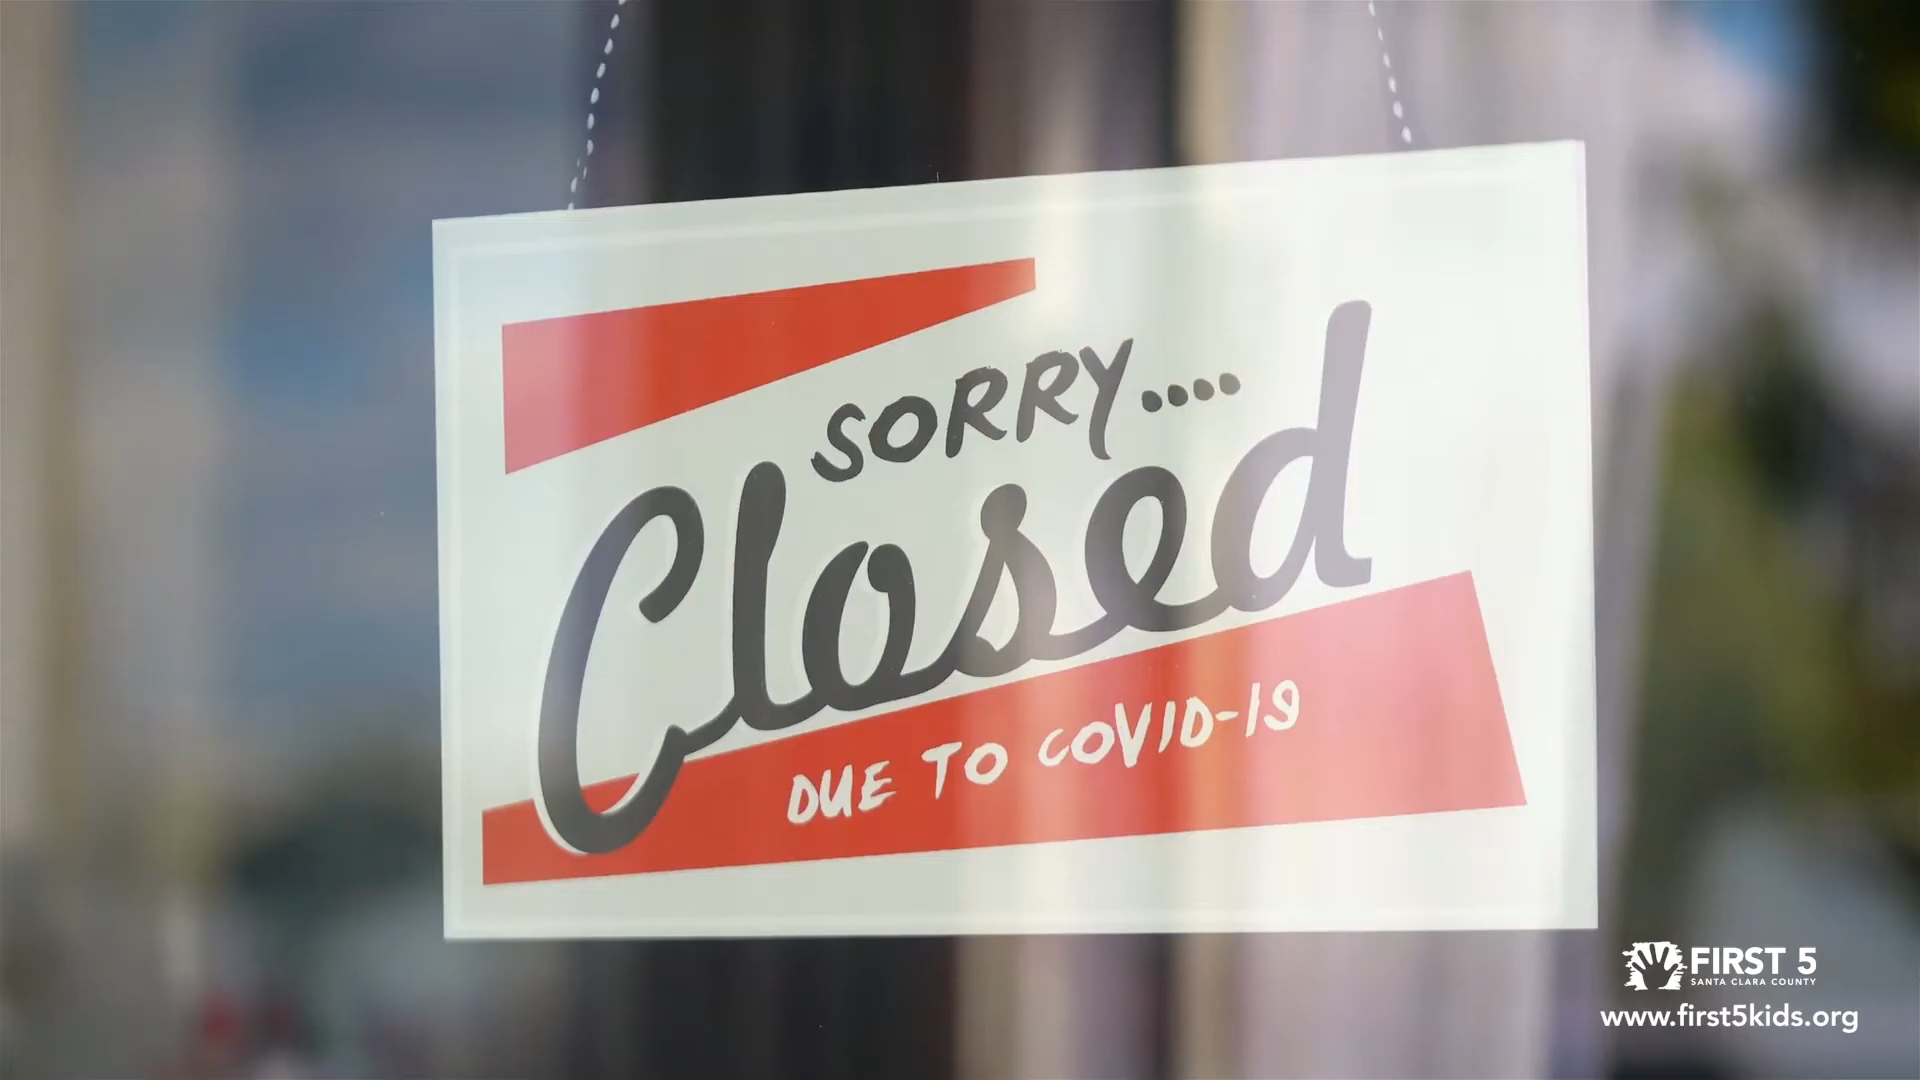 SORRY....
Closed
DUE TO COVID-19
FIRST 5
SANTA CLARA COUNTY
www.first5kids.org